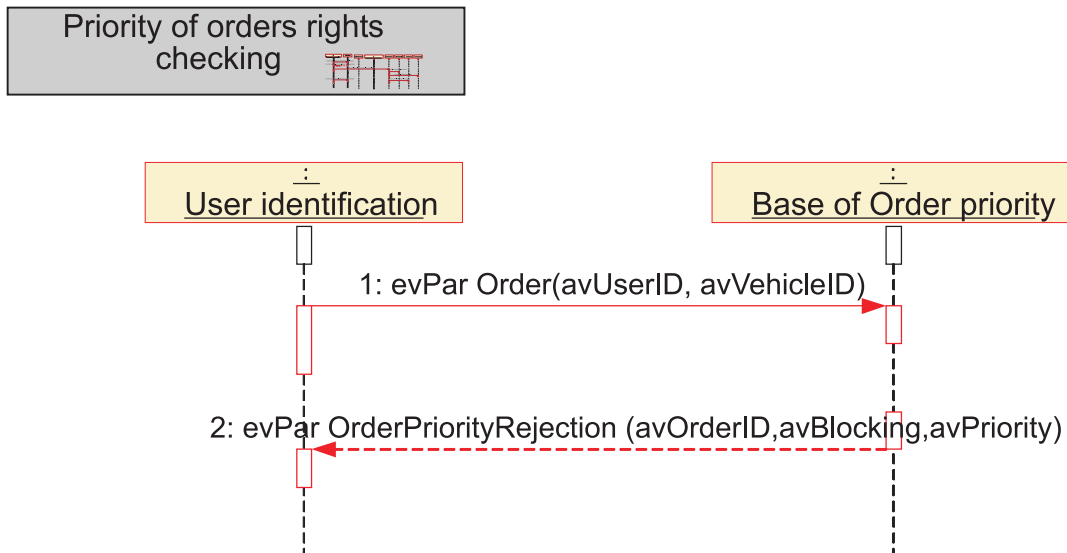 Priority of orders rights
checking
:
User identification
:
Base of Order priority
1: evPar Order(avUserID, avVehicleID)
2: evPar OrderPriorityRejection (avOrderID,avBlocking,avPriority)